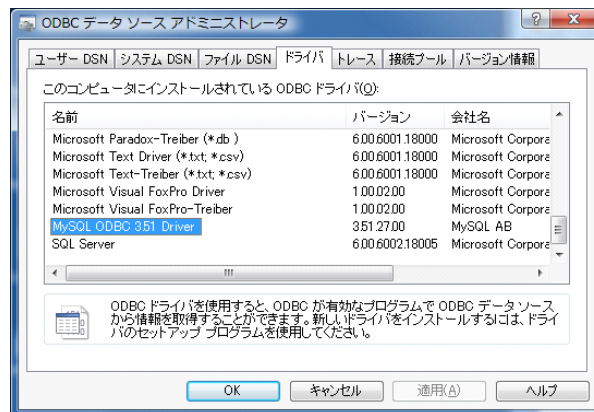 ODBC データ ソース アドミニストレータ
ユーザー DSN システム DSN ファイル DSN ドライバ トレース 接続プール バージョン情報
このコンピュータにインストールされている ODBC ドライバ(O):
名前 バージョン 会社名
Microsoft Paradox-Treiber (*.db ) 6.00.6001.18000 Microsoft Corpora
Microsoft Text Driver (*.txt; *.csv) 6.00.6001.18000 Microsoft Corpora
Microsoft Text-Treiber (*.txt; *.csv) 6.00.6001.18000 Microsoft Corpora
Microsoft Visual FoxPro Driver 1.00.02.00 Microsoft Corpora
Microsoft Visual FoxPro-Treiber 1.00.02.00 Microsoft Corpora
MySQL ODBC 3.51 Driver 3.51.27.00 MySQL AB
SQL Server 6.00.6002.18005 Microsoft Corpora
ODBC ドライバを使用すると、ODBC が有効なプログラムで ODBC データ ソース
から情報を取得することができます。新しいドライバをインストールするには、ドライ
バのセットアップ プログラムを使用してください。
OK キャンセル 適用(A) ヘルプ